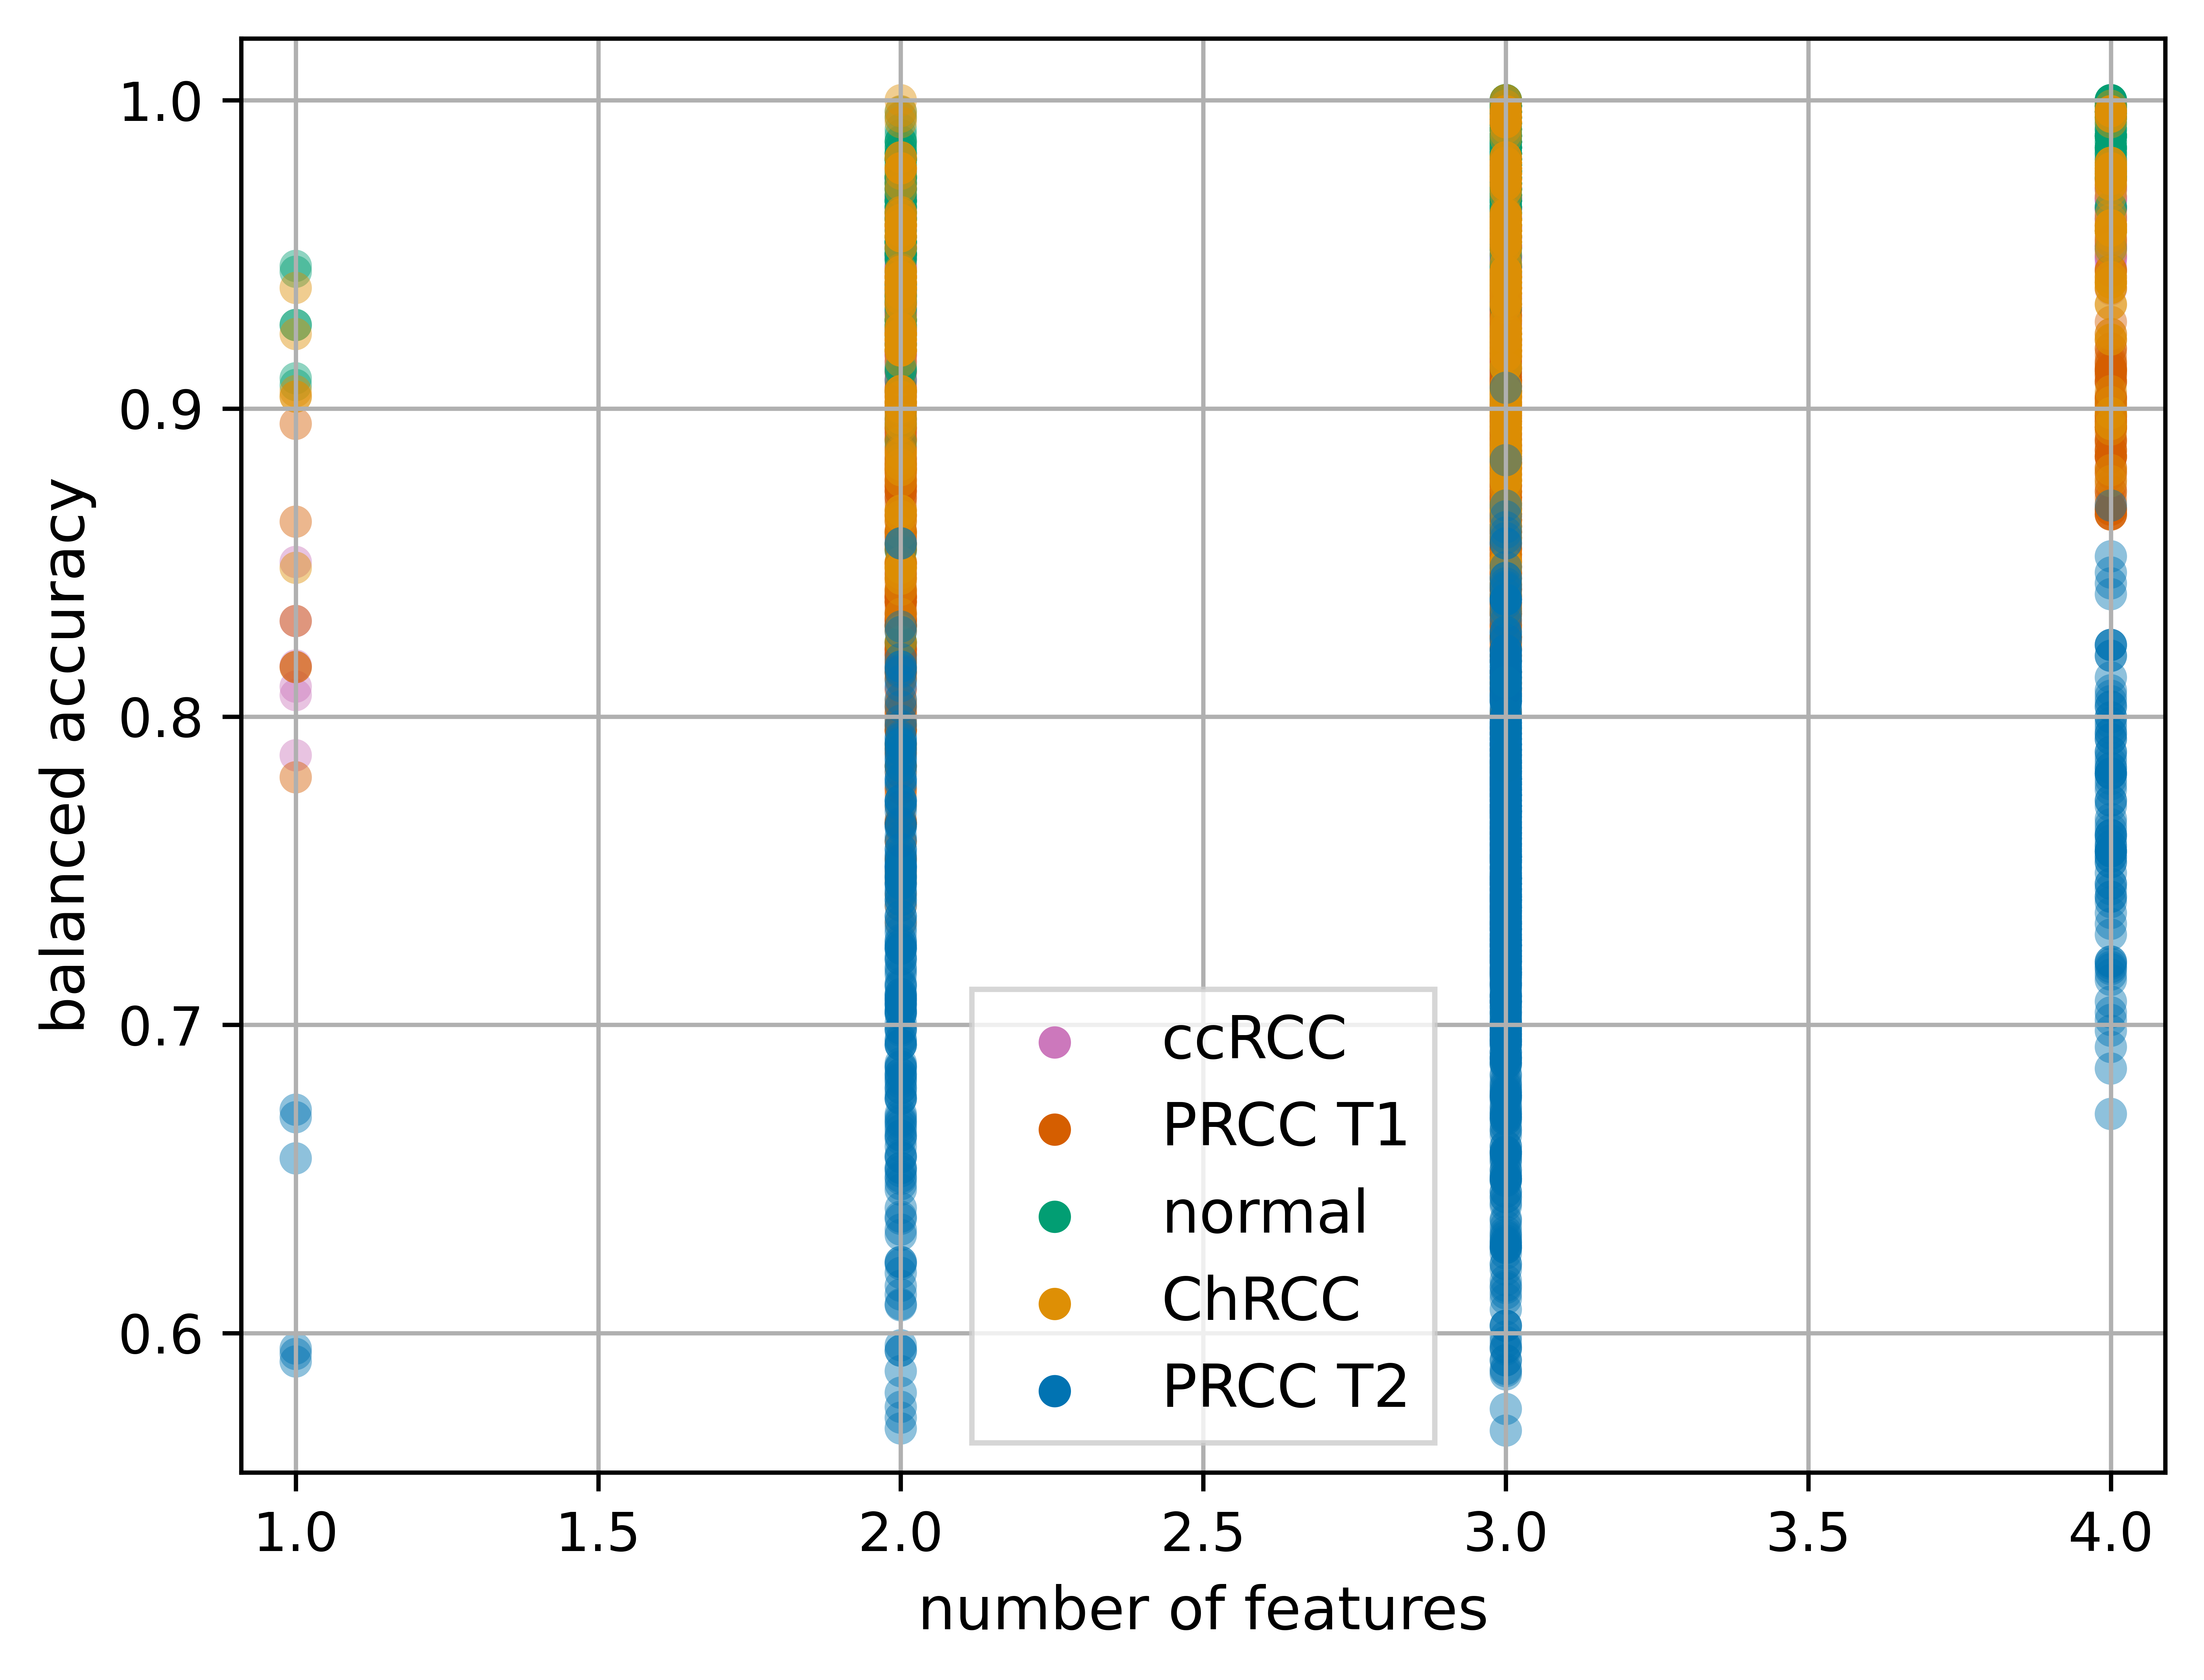 1.0
0.9
0.8
0.7
0.6
balanced accuracy
ccRCC
PRCC T1
normal
ChRCC
PRCC T2
1.0 1.5 2.0 2.5 3.0 3.5 4.0
number of features